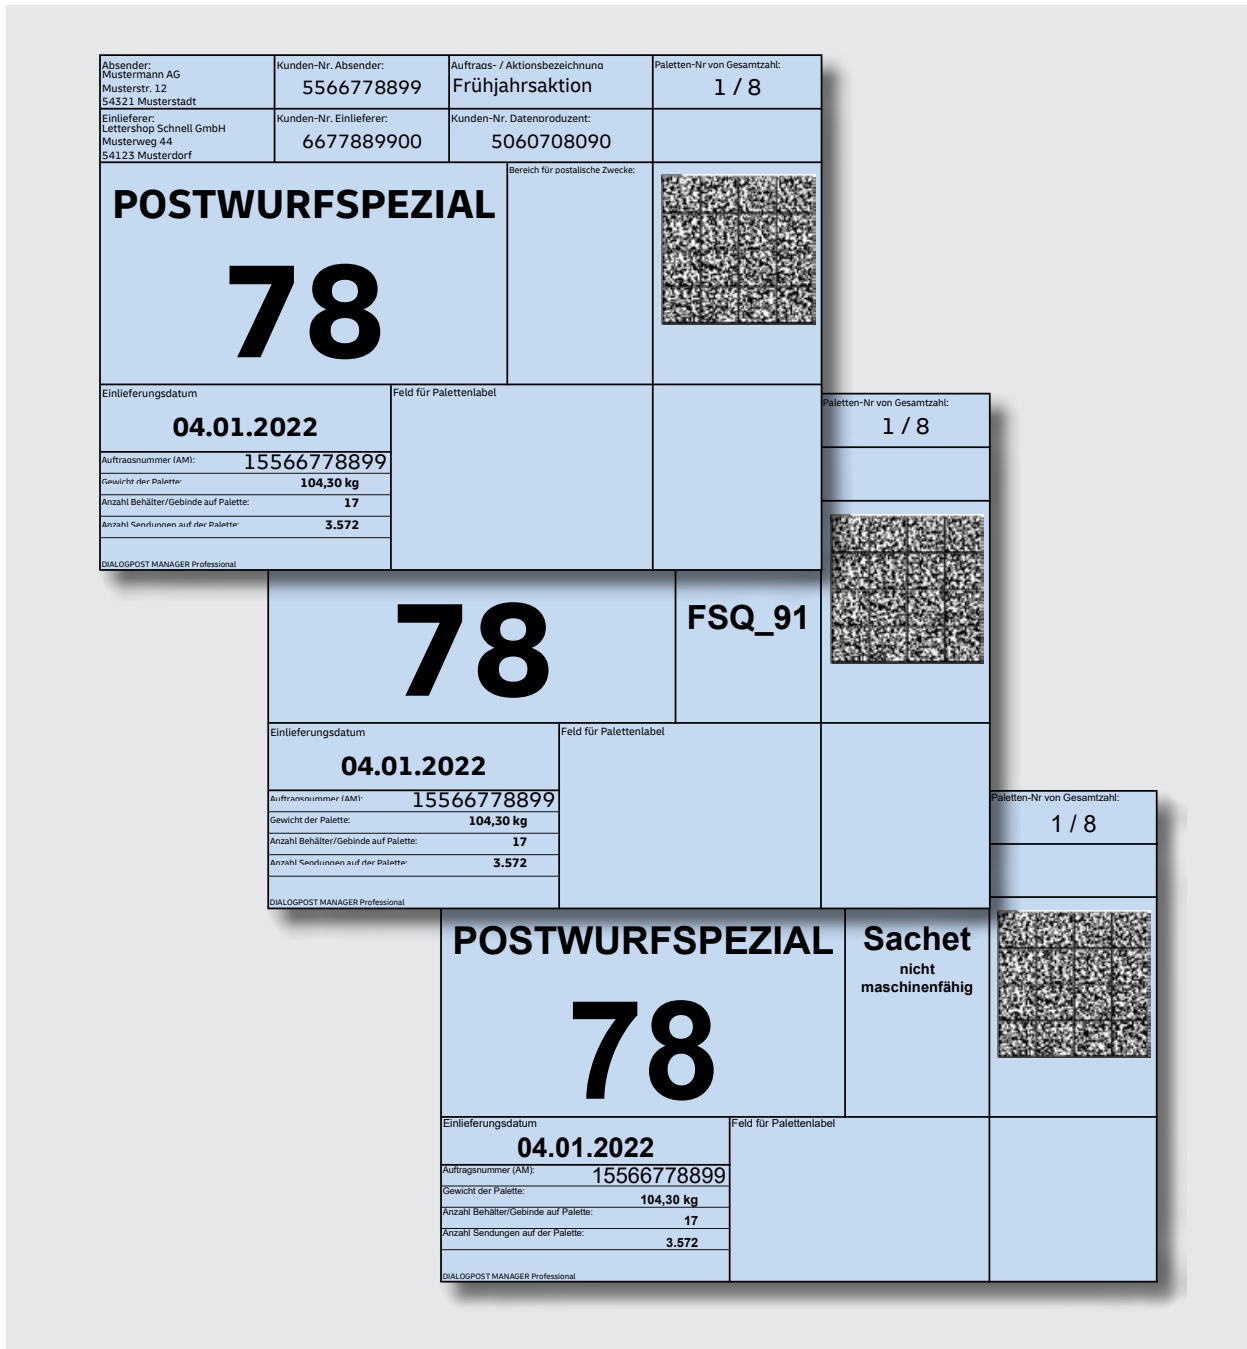 Absender:
Mustermann AG
Musterstr. 12
54321 Musterstadt
Kunden-Nr. Absender:
5566778899
Auftrags- / Aktionsbezeichnung
Frühjahrsaktion
Paletten-Nr von Gesamtzahl:
1 / 8
Einlieferer:
Lettershop Schnell GmbH
Musterweg 44
54123 Musterdorf
Kunden-Nr. Einlieferer:
6677889900
Kunden-Nr. Datenproduzent:
5060708090
POSTWURFSPEZIAL
78
Bereich für postalische Zwecke:
Einlieferungsdatum
04.01.2022
Auftragsnummer (AM): 15566778899
Gewicht der Palette: 104,30 kg
Anzahl Behälter/Gebinde auf Palette: 17
Anzahl Sendungen auf der Palette: 3.572
DIALOGPOST MANAGER Professional
Feld für Palettenlabel
Paletten-Nr von Gesamtzahl:
1 / 8
78
FSQ_91
Einlieferungsdatum
04.01.2022
Auftragsnummer (AM): 15566778899
Gewicht der Palette: 104,30 kg
Anzahl Behälter/Gebinde auf Palette: 17
Anzahl Sendungen auf der Palette: 3.572
DIALOGPOST MANAGER Professional
Feld für Palettenlabel
Paletten-Nr von Gesamtzahl:
1 / 8
POSTWURFSPEZIAL
78
Sachet
nicht
maschinenfähig
Einlieferungsdatum
04.01.2022
Auftragsnummer (AM): 15566778899
Gewicht der Palette: 104,30 kg
Anzahl Behälter/Gebinde auf Palette: 17
Anzahl Sendungen auf der Palette: 3.572
DIALOGPOST MANAGER Professional
Feld für Palettenlabel